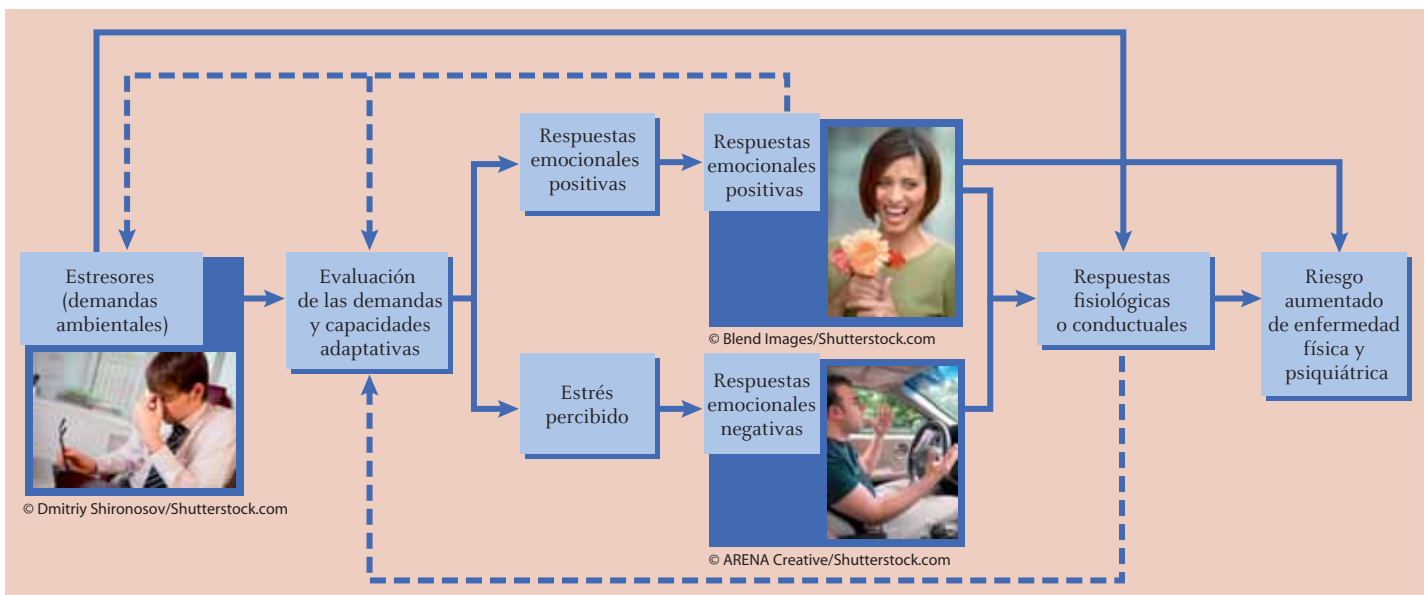 Respuestas
emocionales
positivas
Respuestas
emocionales
positivas
Estresores
(demandas
ambientales)
Evaluación
de las demandas
y capacidades
adaptativas
Respuestas
fisiológicas
o conductuales
Riesgo
aumentado
de enfermedad
física y
psiquiátrica
© Blend Images/Shutterstock.com
Estrés
percibido
Respuestas
emocionales
negativas
© Dmitriy Shironosov/Shutterstock.com
© ARENA Creative/Shutterstock.com